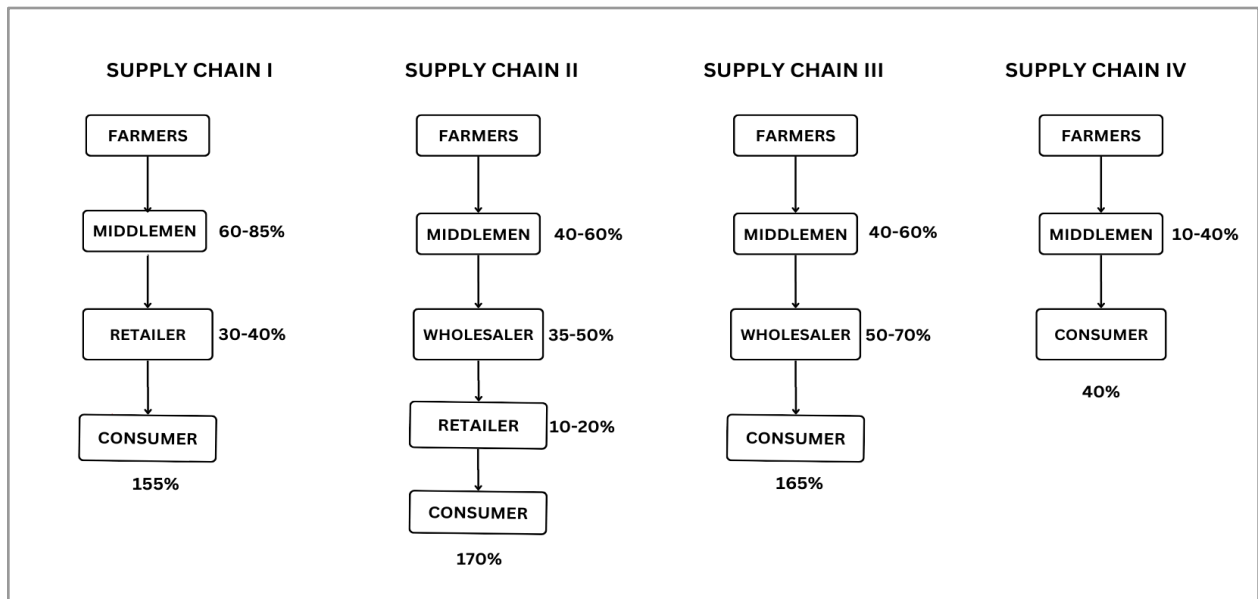 SUPPLY CHAIN I
FARMERS
MIDDLEMEN 60-85%
RETAILER 30-40%
CONSUMER
155%
SUPPLY CHAIN II
FARMERS
MIDDLEMEN 40-60%
WHOLESALER 35-50%
RETAILER 10-20%
CONSUMER
170%
SUPPLY CHAIN III
FARMERS
MIDDLEMEN 40-60%
WHOLESALER 50-70%
CONSUMER
165%
SUPPLY CHAIN IV
FARMERS
MIDDLEMEN 10-40%
CONSUMER
40%